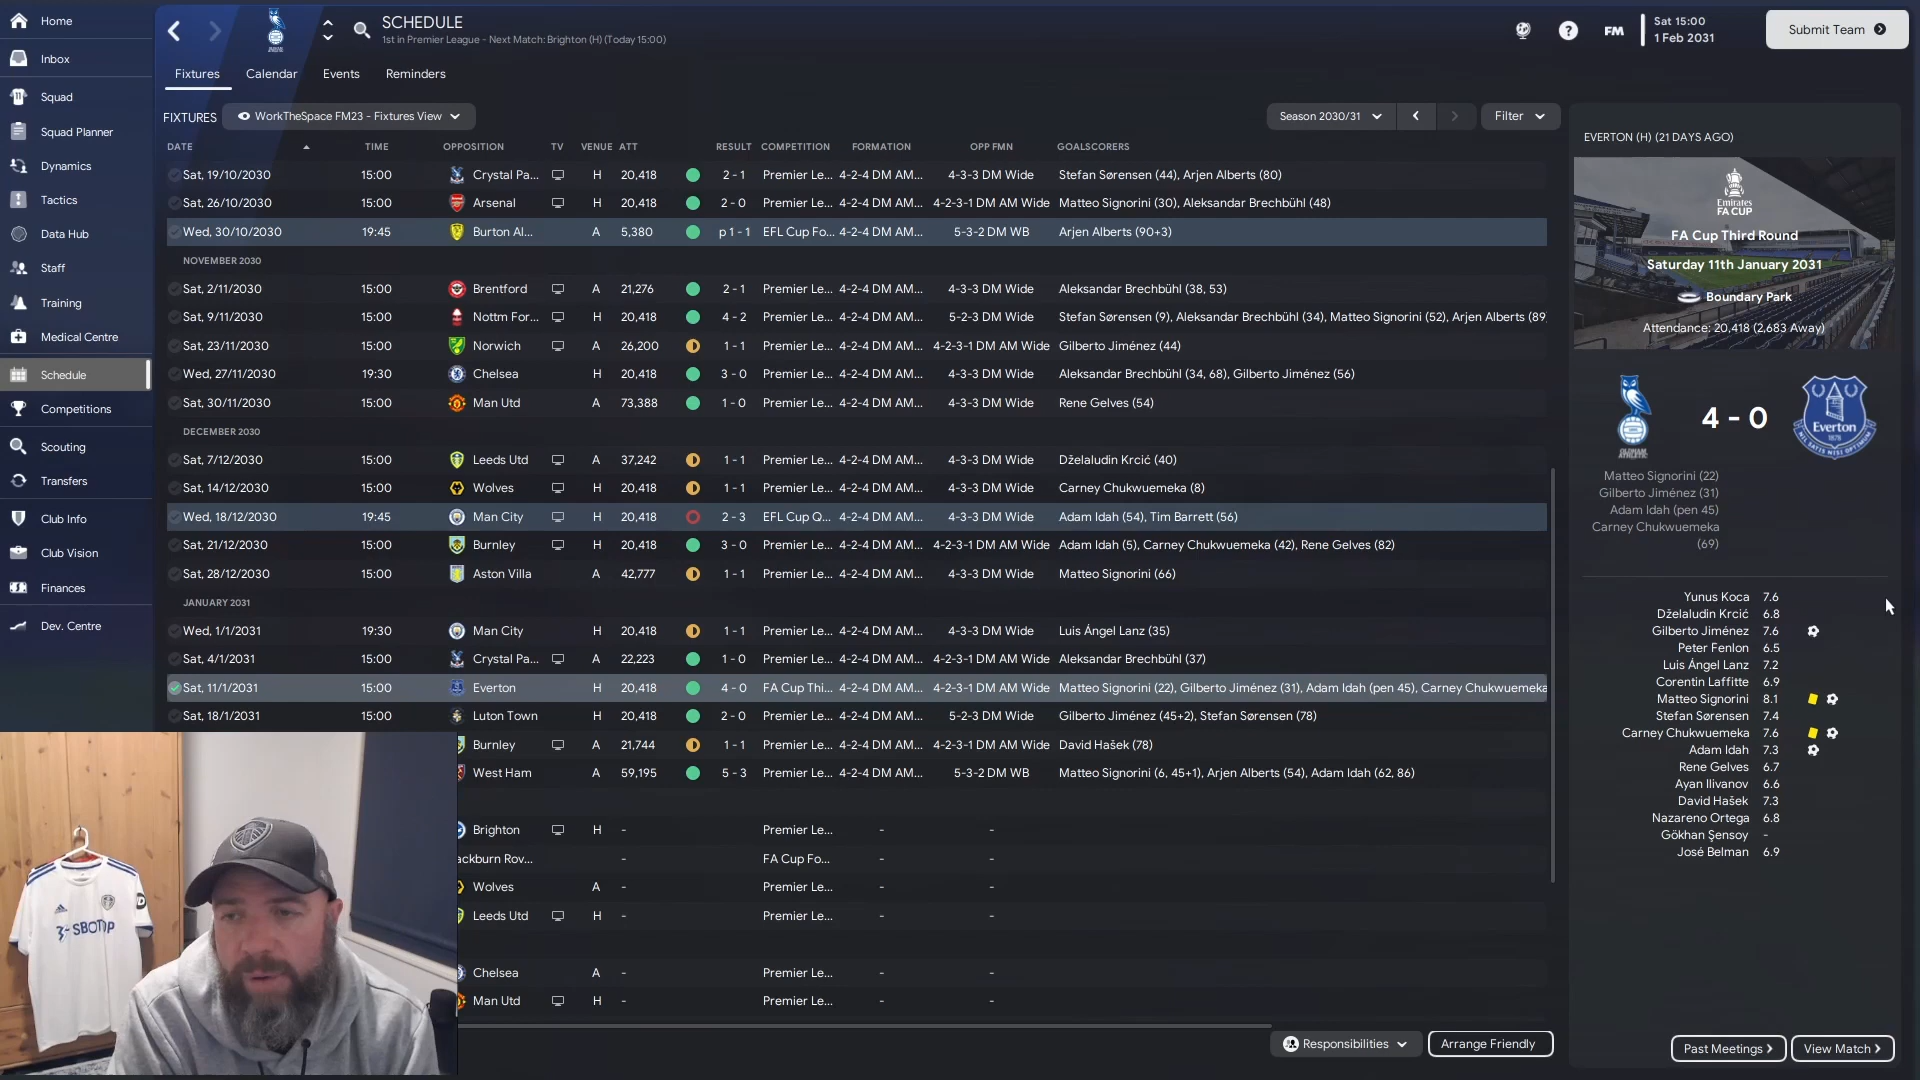 Home
Inbox
Squad
Squad Planner
Dynamics
Tactics
Data Hub
Staff
Training
Medical Centre
Schedule
Competitions
Scouting
Transfers
Club Info
Club Vision
Finances
Dev. Centre
SCHEDULE
1st in Premier League - Next Match: Brighton (H) (Today 15:00)
FM
Sat 15:00
1 Feb 2031
Submit Team
Fixtures Calendar Events Reminders
FIXTURES WorkTheSpace FM23 - Fixtures View
Season 2030/31 Filter
DATE TIME OPPOSITION TV VENUE ATT RESULT COMPETITION FORMATION OPP FMN GOALSCORERS
Sat, 19/10/2030 15:00 Crystal Pa... H 20,418 2 - 1 Premier Le... 4-2-4 DM AM... 4-3-3 DM Wide Stefan Sørensen (44), Arjen Alberts (80)
Sat, 26/10/2030 15:00 Arsenal H 20,418 2 - 0 Premier Le... 4-2-4 DM AM... 4-2-3-1 DM AM Wide Matteo Signorini (30), Aleksandar Brechbühl (48)
Wed, 30/10/2030 19:45 Burton Al... A 5,380 p 1 - 1 EFL Cup Fo... 4-2-4 DM AM... 5-3-2 DM WB Arjen Alberts (90+3)
NOVEMBER 2030
Sat, 2/11/2030 15:00 Brentford A 21,276 2 - 1 Premier Le... 4-2-4 DM AM... 4-3-3 DM Wide Aleksandar Brechbühl (38, 53)
Sat, 9/11/2030 15:00 Nottm For... H 20,418 4 - 2 Premier Le... 4-2-4 DM AM... 5-2-3 DM Wide Stefan Sørensen (9), Aleksandar Brechbühl (34), Matteo Signorini (52), Arjen Alberts (89
Sat, 23/11/2030 15:00 Norwich A 26,200 1 - 1 Premier Le... 4-2-4 DM AM... 4-2-3-1 DM AM Wide Gilberto Jiménez (44)
Wed, 27/11/2030 19:30 Chelsea H 20,418 3 - 0 Premier Le... 4-2-4 DM AM... 4-3-3 DM Wide Aleksandar Brechbühl (34, 68), Gilberto Jiménez (56)
Sat, 30/11/2030 15:00 Man Utd A 73,388 1 - 0 Premier Le... 4-2-4 DM AM... 4-3-3 DM Wide Rene Gelves (54)
DECEMBER 2030
Sat, 7/12/2030 15:00 Leeds Utd A 37,242 1 - 1 Premier Le... 4-2-4 DM AM... 4-3-3 DM Wide Dželaludin Krcić (40)
Sat, 14/12/2030 15:00 Wolves H 20,418 1 - 1 Premier Le... 4-2-4 DM AM... 4-3-3 DM Wide Carney Chukwuemeka (8)
Wed, 18/12/2030 19:45 Man City H 20,418 2 - 3 EFL Cup Q... 4-2-4 DM AM... 4-3-3 DM Wide Adam Idah (54), Tim Barrett (56)
Sat, 21/12/2030 15:00 Burnley H 20,418 3 - 0 Premier Le... 4-2-4 DM AM... 4-2-3-1 DM AM Wide Adam Idah (5), Carney Chukwuemeka (42), Rene Gelves (82)
Sat, 28/12/2030 15:00 Aston Villa A 42,777 1 - 1 Premier Le... 4-2-4 DM AM... 4-3-3 DM Wide Matteo Signorini (66)
JANUARY 2031
Wed, 1/1/2031 19:30 Man City H 20,418 1 - 1 Premier Le... 4-2-4 DM AM... 4-3-3 DM Wide Luis Ángel Lanz (35)
Sat, 4/1/2031 15:00 Crystal Pa... A 22,223 1 - 0 Premier Le... 4-2-4 DM AM... 4-2-3-1 DM AM Wide Aleksandar Brechbühl (37)
Sat, 11/1/2031 15:00 Everton H 20,418 4 - 0 FA Cup Thi... 4-2-4 DM AM... 4-2-3-1 DM AM Wide Matteo Signorini (22), Gilberto Jiménez (31), Adam Idah (pen 45), Carney Chukwuemeka
Sat, 18/1/2031 15:00 Luton Town H 20,418 2 - 0 Premier Le... 4-2-4 DM AM... 5-2-3 DM Wide Gilberto Jiménez (45+2), Stefan Sørensen (78)
Burnley A 21,744 1 - 1 Premier Le... 4-2-4 DM AM... 4-2-3-1 DM AM Wide David Hašek (78)
West Ham A 59,195 5 - 3 Premier Le... 4-2-4 DM AM... 5-3-2 DM WB Matteo Signorini (6, 45+1), Arjen Alberts (54), Adam Idah (62, 86)
Brighton H - Premier Le... - -
ackburn Rov... - FA Cup Fo... - -
Wolves A - Premier Le... - -
Leeds Utd H - Premier Le... - -
Chelsea A - Premier Le... - -
Man Utd H - Premier Le... - -
Responsibilities Arrange Friendly
EVERTON (H) (21 DAYS AGO)
Emirates
FA CUP
FA Cup Third Round
Saturday 11th January 2031
Boundary Park
Attendance: 20,418 (2,683 Away)
4 - 0
Everton
1878
Matteo Signorini (22)
Gilberto Jiménez (31)
Adam Idah (pen 45)
Carney Chukwuemeka
(69)
Yunus Koca 7.6
Dželaludin Krcić 6.8
Gilberto Jiménez 7.6
Peter Fenlon 6.5
Luis Ángel Lanz 7.2
Corentin Laffitte 6.9
Matteo Signorini 8.1
Stefan Sørensen 7.4
Carney Chukwuemeka 7.6
Adam Idah 7.3
Rene Gelves 6.7
Ayan Ilivanov 6.6
David Hašek 7.3
Nazareno Ortega 6.8
Gökhan Şensoy -
José Belman 6.9
Past Meetings View Match
SBOTOP